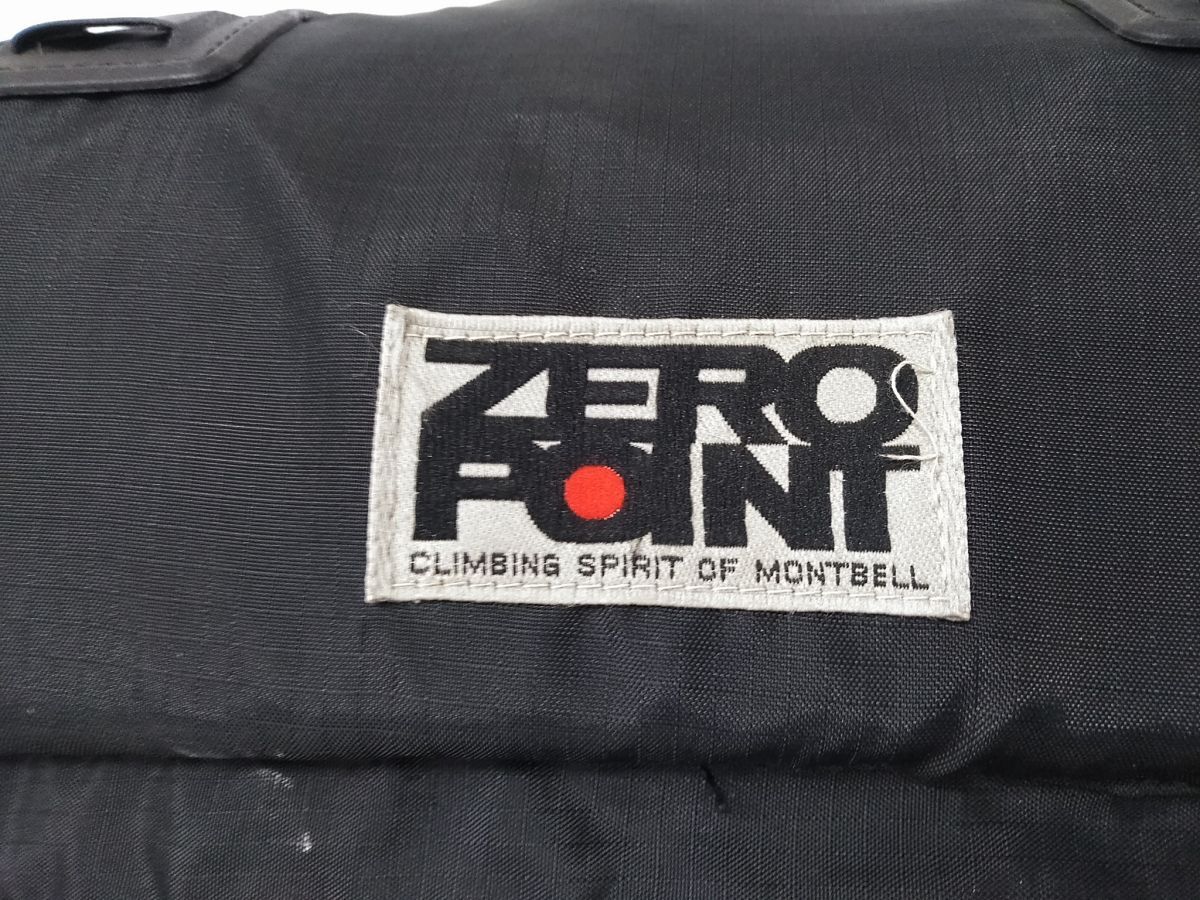 ZERO
POINT
CLIMBING SPIRIT OF MONTBELL